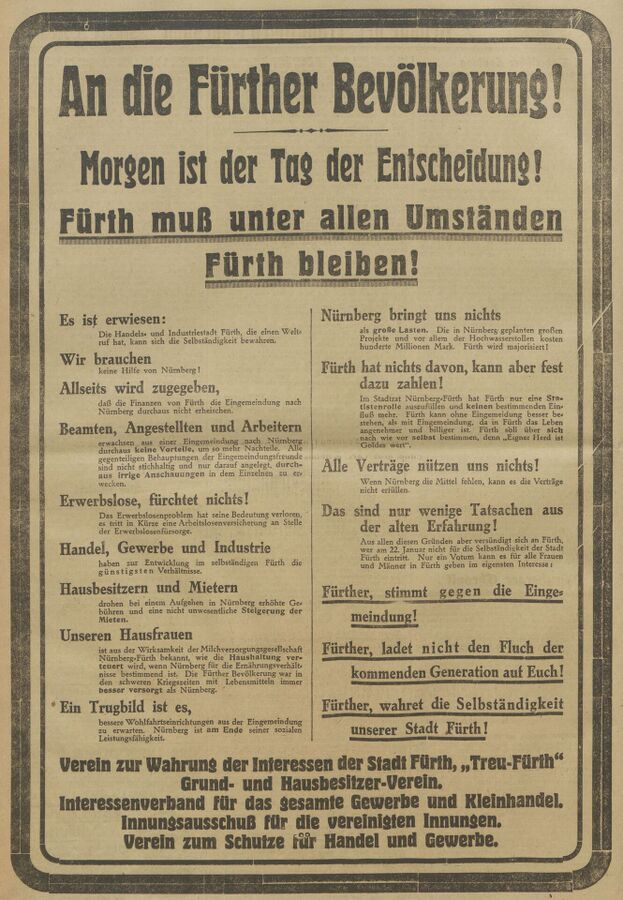 An die Fürther Bevölkerung!
Morgen ist der Tag der Entscheidung!
Fürth muß unter allen Umständen
Fürth bleiben!
Es ist erwiesen:
Die Handels- und Industriestadt Fürth, die einen Welt-
ruf hat, kann sich die Selbständigkeit bewahren.
Wir brauchen
keine Hilfe von Nürnberg!
Allseits wird zugegeben,
daß die Finanzen von Fürth die Eingemeindung nach
Nürnberg durchaus nicht erheischen.
Beamten, Angestellten und Arbeitern
erwachsen aus einer Eingemeindung nach Nürnberg
durchaus keine Vorteile, um so mehr Nachteile. Alle
gegenteiligen Behauptungen der Eingemeindungsfreunde
sind nicht stichhaltig und nur darauf angelegt, durch-
aus irrige Anschauungen in dem Einzelnen zu er-
wecken.
Erwerbslose, fürchtet nichts!
Das Erwerbslosenproblem hat seine Bedeutung verloren,
es tritt in Kürze eine Arbeitslosenversicherung an Stelle
der Erwerbslosenfürsorge.
Handel, Gewerbe und Industrie
haben zur Entwicklung im selbständigen Fürth die
günstigsten Verhältnisse.
Hausbesitzern und Mietern
drohen bei einem Aufgehen in Nürnberg erhöhte Ge-
bühren und eine nicht unwesentliche Steigerung der
Mieten.
Unseren Hausfrauen
ist aus der Wirksamkeit der Milchversorgungsgesellschaft
Nürnberg-Fürth bekannt, wie die Haushaltung ver-
teuert wird, wenn Nürnberg für die Ernährungsverhält-
nisse bestimmend ist. Die Fürther Bevölkerung war in
den schweren Kriegszeiten mit Lebensmitteln immer
besser versorgt als Nürnberg.
Ein Trugbild ist es,
bessere Wohlfahrtseinrichtungen aus der Eingemeindung
zu erwarten. Nürnberg ist am Ende seiner sozialen
Leistungsfähigkeit.
Nürnberg bringt uns nichts
als große Lasten. Die in Nürnberg geplanten großen
Projekte und vor allem der Hochwasserstollen kosten
hunderte Millionen Mark. Fürth wird majorisiert!
Fürth hat nichts davon, kann aber fest
dazu zahlen!
Im Stadtrat Nürnberg-Fürth hat Fürth nur eine Sta-
tistenrolle auszufüllen und keinen bestimmenden Ein-
fluß mehr. Fürth kann ohne Eingemeindung besser be-
stehen, als mit Eingemeindung, da in Fürth das Leben
angenehmer und billiger ist. Fürth soll über sich
nach wie vor selbst bestimmen, denn „Eigner Herd ist
Goldes wert".
Alle Verträge nützen uns nichts!
Wenn Nürnberg die Mittel fehlen, kann es die Verträge
nicht erfüllen.
Das sind nur wenige Tatsachen aus
der alten Erfahrung!
Aus allen diesen Gründen aber versündigt sich an Fürth,
wer am 22. Januar nicht für die Selbständigkeit der Stadt
Fürth eintritt. Nur ein Votum kann es für alle Frauen
und Männer in Fürth geben im eigensten Interesse:
Fürther, stimmt gegen die Einge-
meindung!
Fürther, ladet nicht den Fluch der
kommenden Generation auf Euch!
Fürther, wahret die Selbständigkeit
unserer Stadt Fürth!
Verein zur Wahrung der Interessen der Stadt Fürth, „Treu-Fürth"
Grund- und Hausbesitzer-Verein.
Interessenverband für das gesamte Gewerbe und Kleinhandel.
Innungsausschuß für die vereinigten Innungen.
Verein zum Schutze für Handel und Gewerbe.